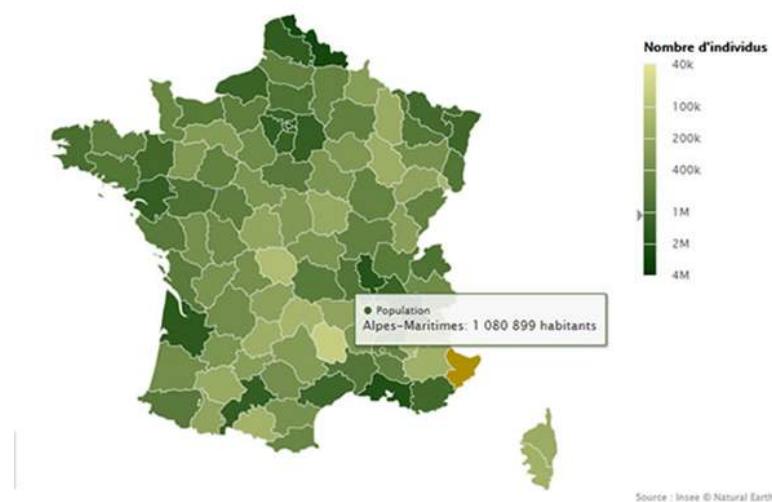 Nombre d'individus
40k
100k
200k
400k
1M
2M
4M
Population
Alpes-Maritimes: 1 080 899 habitants
Source : Insee © Natural Earth